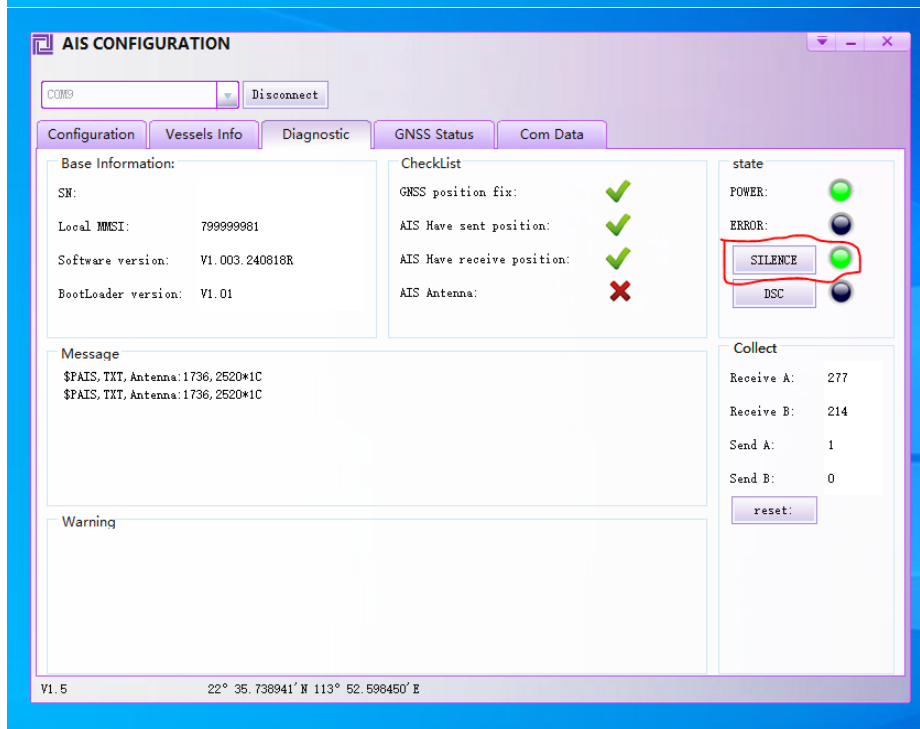 AIS CONFIGURATION
COM9
Disconnect
Configuration
Vessels Info
Diagnostic
GNSS Status
Com Data
Base Information:
SN:
Local MMSI: 799999981
Software version: V1.003.240818R
BootLoader version: V1.01
CheckList
GNSS position fix:
AIS Have sent position:
AIS Have receive position:
AIS Antenna:
state
POWER:
ERROR:
SILENCE
DSC
Message
$PAIS,TXT,Antenna:1736,2520*1C
$PAIS,TXT,Antenna:1736,2520*1C
Collect
Receive A: 277
Receive B: 214
Send A: 1
Send B: 0
reset:
Warning
V1.5
22° 35.738941′N 113° 52.598450′E